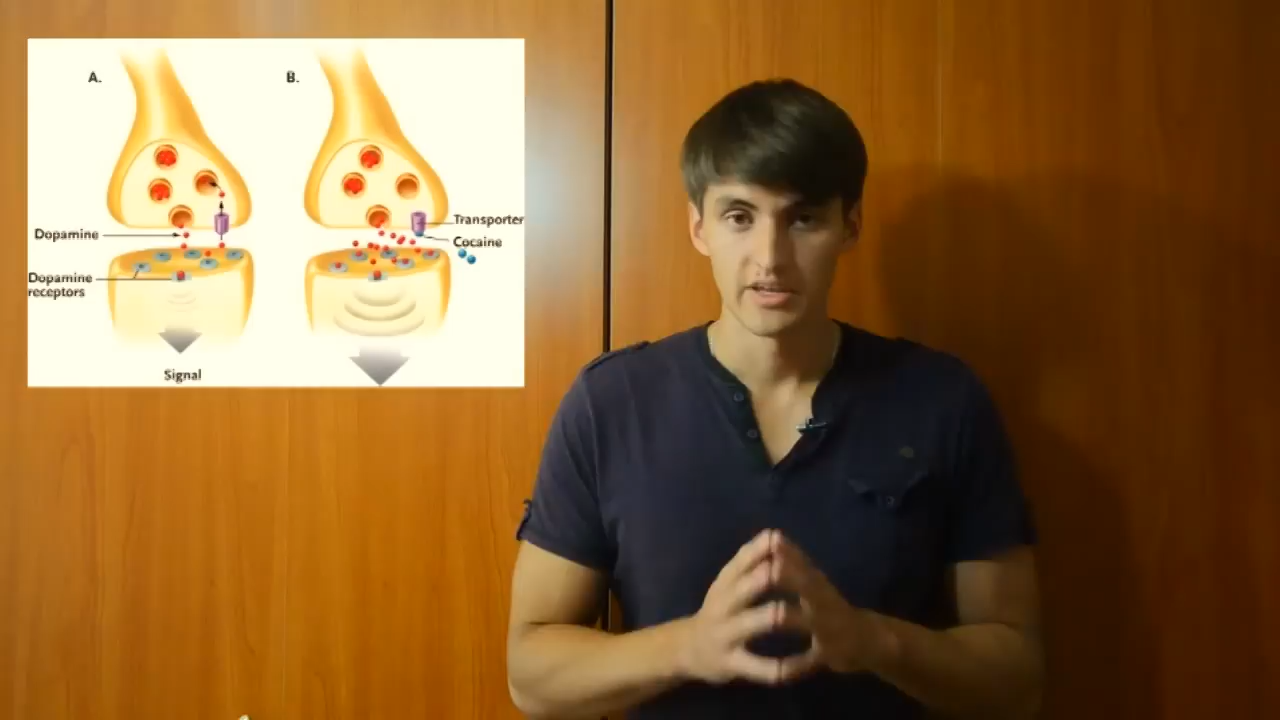 A.
B.
Transporter
Dopamine
Cocaine
Dopamine
receptors
Signal